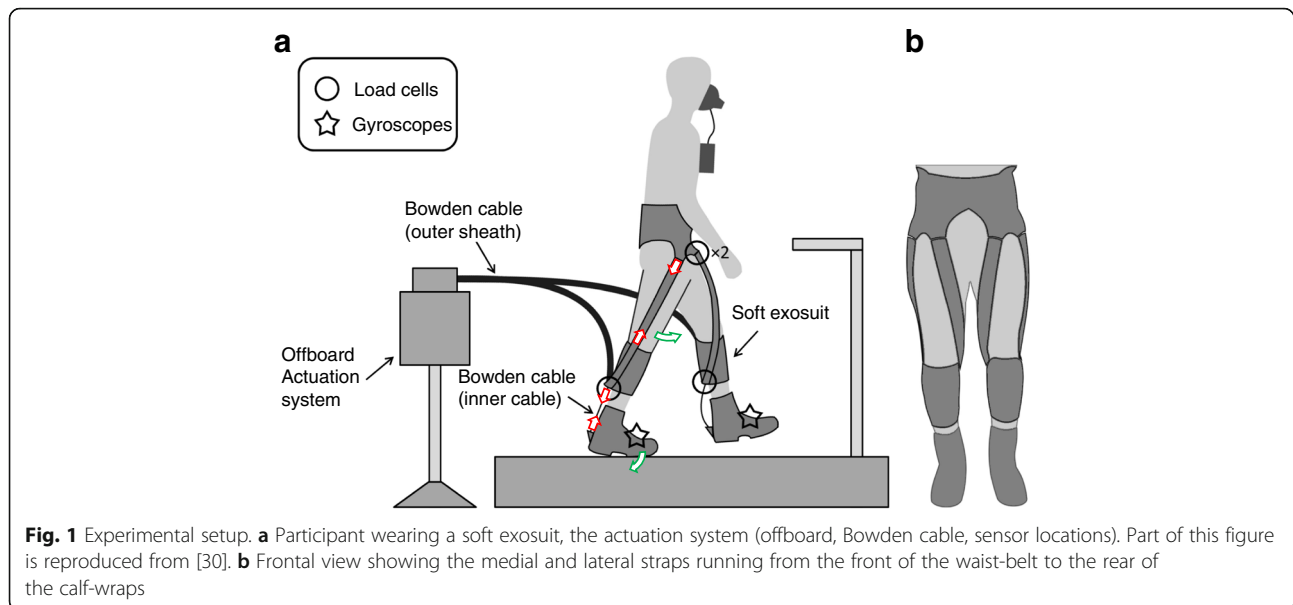 a
b
Load cells
Gyroscopes
Bowden cable
(outer sheath)
×2
Soft exosuit
Offboard
Actuation
system
Bowden cable
(inner cable)
Fig. 1 Experimental setup. a Participant wearing a soft exosuit, the actuation system (offboard, Bowden cable, sensor locations). Part of this figure
is reproduced from [30]. b Frontal view showing the medial and lateral straps running from the front of the waist-belt to the rear of
the calf-wraps